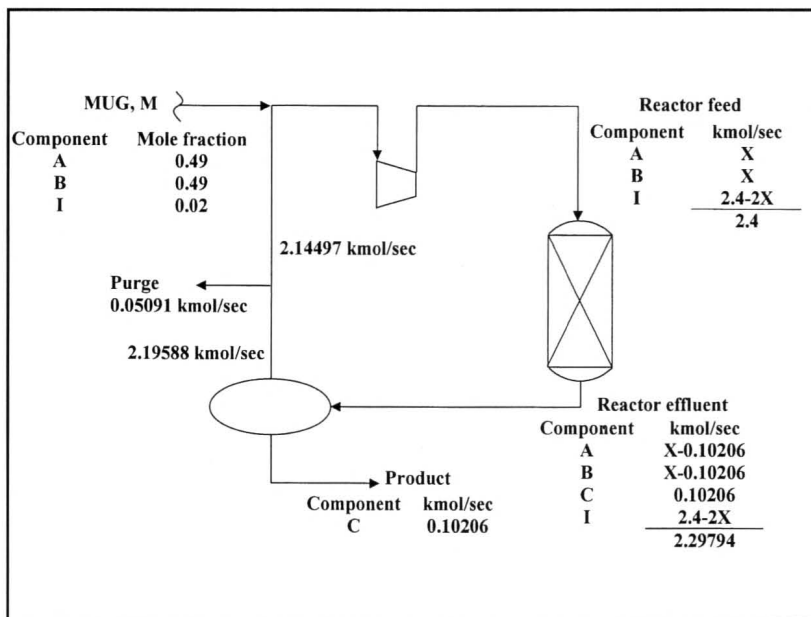 MUG, M
Component Mole fraction
A 0.49
B 0.49
I 0.02
Reactor feed
Component kmol/sec
A X
B X
I 2.4-2X
2.4
2.14497 kmol/sec
Purge
0.05091 kmol/sec
2.19588 kmol/sec
Reactor effluent
Component kmol/sec
A X-0.10206
B X-0.10206
C 0.10206
I 2.4-2X
2.29794
Product
Component kmol/sec
C 0.10206